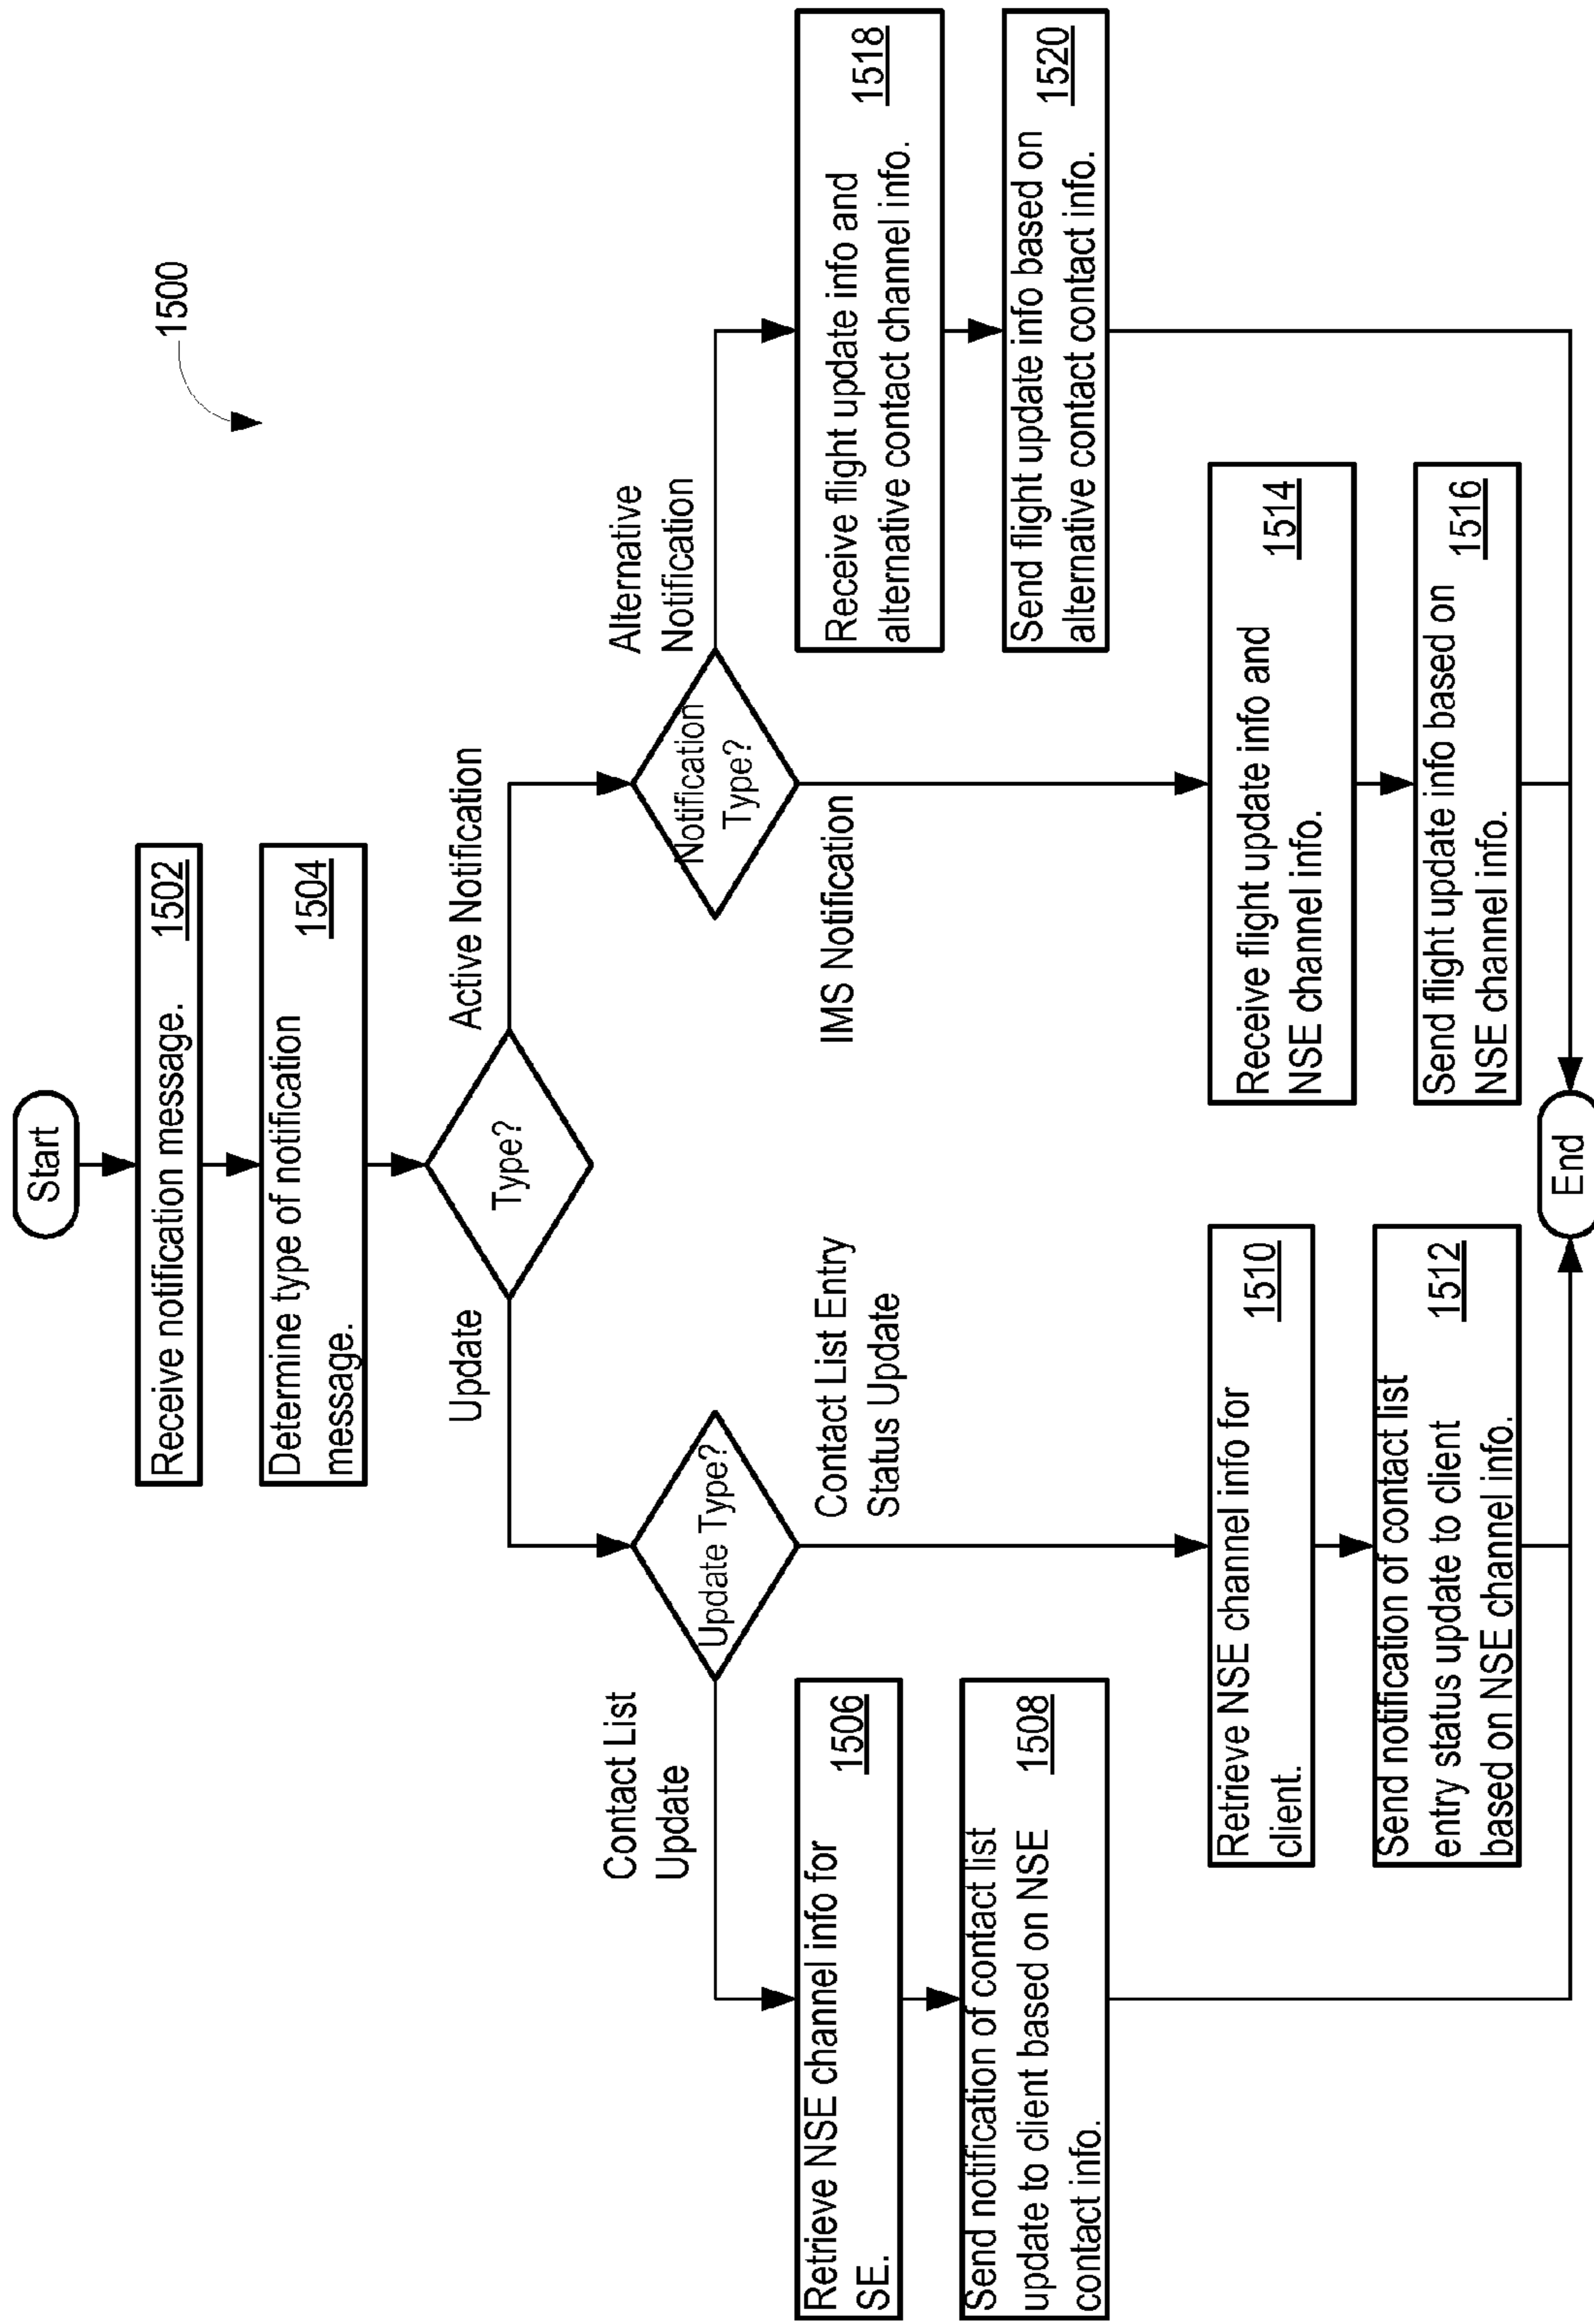 1500
Start
Receive notification message. 1502
Determine type of notification
message.
1504
Type?
Update
Active Notification
Update Type?
Notification
Type?
Contact List
Update
Contact List Entry
Status Update
IMS Notification
Alternative
Notification
Retrieve NSE channel info for
SE.
1506
Send notification of contact list
update to client based on NSE
contact info.
1508
Retrieve NSE channel info for
client.
1510
Send notification of contact list
entry status update to client
based on NSE channel info.
1512
Receive flight update info and
NSE channel info.
1514
Send flight update info based on
NSE channel info.
1516
Receive flight update info and
alternative contact channel info.
1518
Send flight update info based on
alternative contact contact info.
1520
End